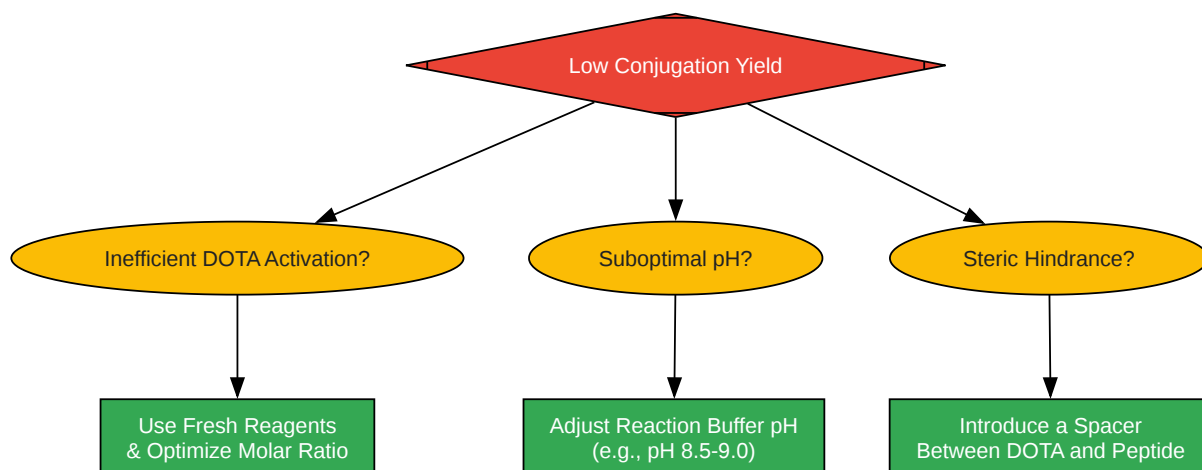 Low Conjugation Yield
Inefficient DOTA Activation?
Suboptimal pH?
Steric Hindrance?
Use Fresh Reagents
& Optimize Molar Ratio
Adjust Reaction Buffer pH
(e.g., pH 8.5-9.0)
Introduce a Spacer
Between DOTA and Peptide